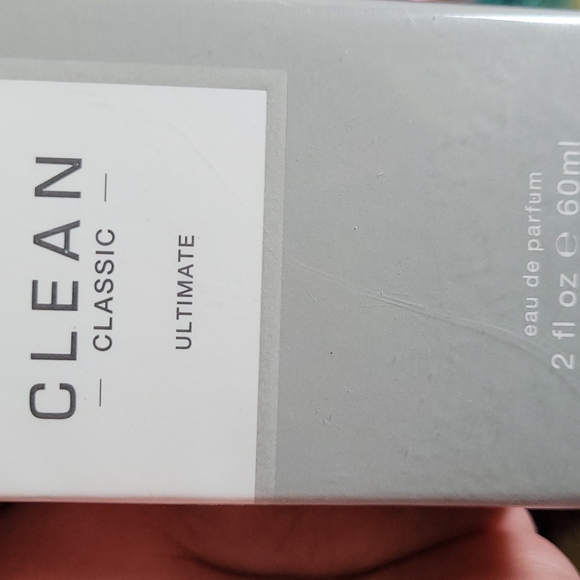 CLEAN
— CLASSIC —
ULTIMATE
eau de parfum
2 fl oz ℮ 60ml